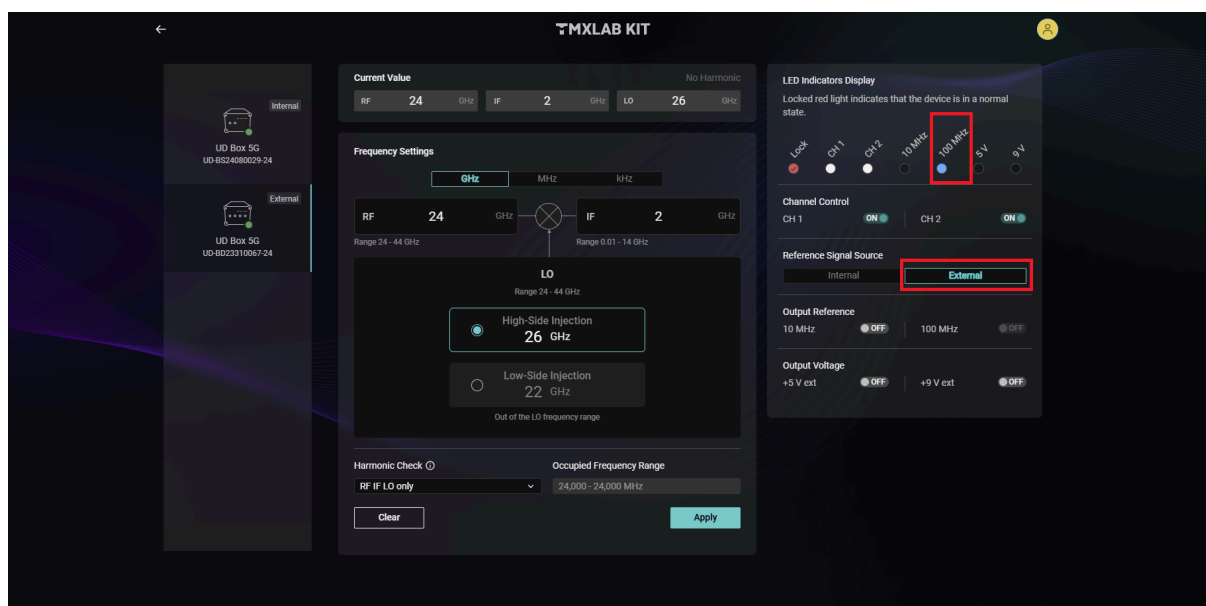 TMXLAB KIT
Internal
UD Box 5G
UD-BS24080029-24
External
UD Box 5G
UD-BD23310067-24
Current Value
No Harmonic
RF 24 GHz IF 2 GHz LO 26 GHz
Frequency Settings
GHz MHz kHz
RF 24 GHz IF 2 GHz
Range 24 - 44 GHz Range 0.01 - 14 GHz
LO
Range 24 - 44 GHz
High-Side Injection
26 GHz
Low-Side Injection
22 GHz
Out of the LO frequency range
Harmonic Check Occupied Frequency Range
RF IF LO only 24,000 - 24,000 MHz
Clear Apply
LED Indicators Display
Locked red light indicates that the device is in a normal
state.
Lock CH 1 CH 2 10 MHz 100 MHz 5 V 9 V
Channel Control
CH 1 ON CH 2 ON
Reference Signal Source
Internal External
Output Reference
10 MHz OFF 100 MHz OFF
Output Voltage
+5 V ext OFF +9 V ext OFF